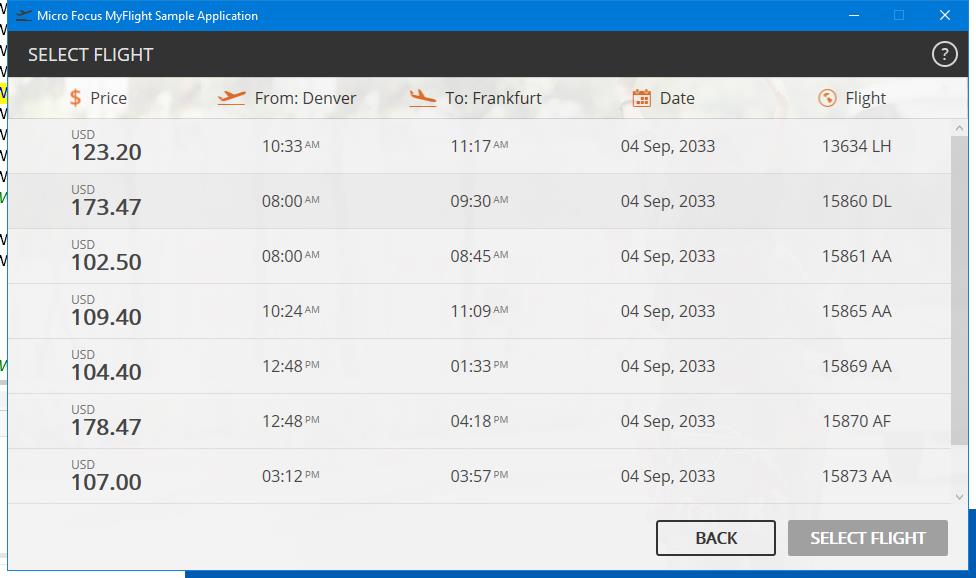 Micro Focus MyFlight Sample Application
SELECT FLIGHT ?
$ Price From: Denver To: Frankfurt Date Flight
USD
123.20 10:33 AM 11:17 AM 04 Sep, 2033 13634 LH
USD
173.47 08:00 AM 09:30 AM 04 Sep, 2033 15860 DL
USD
102.50 08:00 AM 08:45 AM 04 Sep, 2033 15861 AA
USD
109.40 10:24 AM 11:09 AM 04 Sep, 2033 15865 AA
USD
104.40 12:48 PM 01:33 PM 04 Sep, 2033 15869 AA
USD
178.47 12:48 PM 04:18 PM 04 Sep, 2033 15870 AF
USD
107.00 03:12 PM 03:57 PM 04 Sep, 2033 15873 AA
BACK SELECT FLIGHT